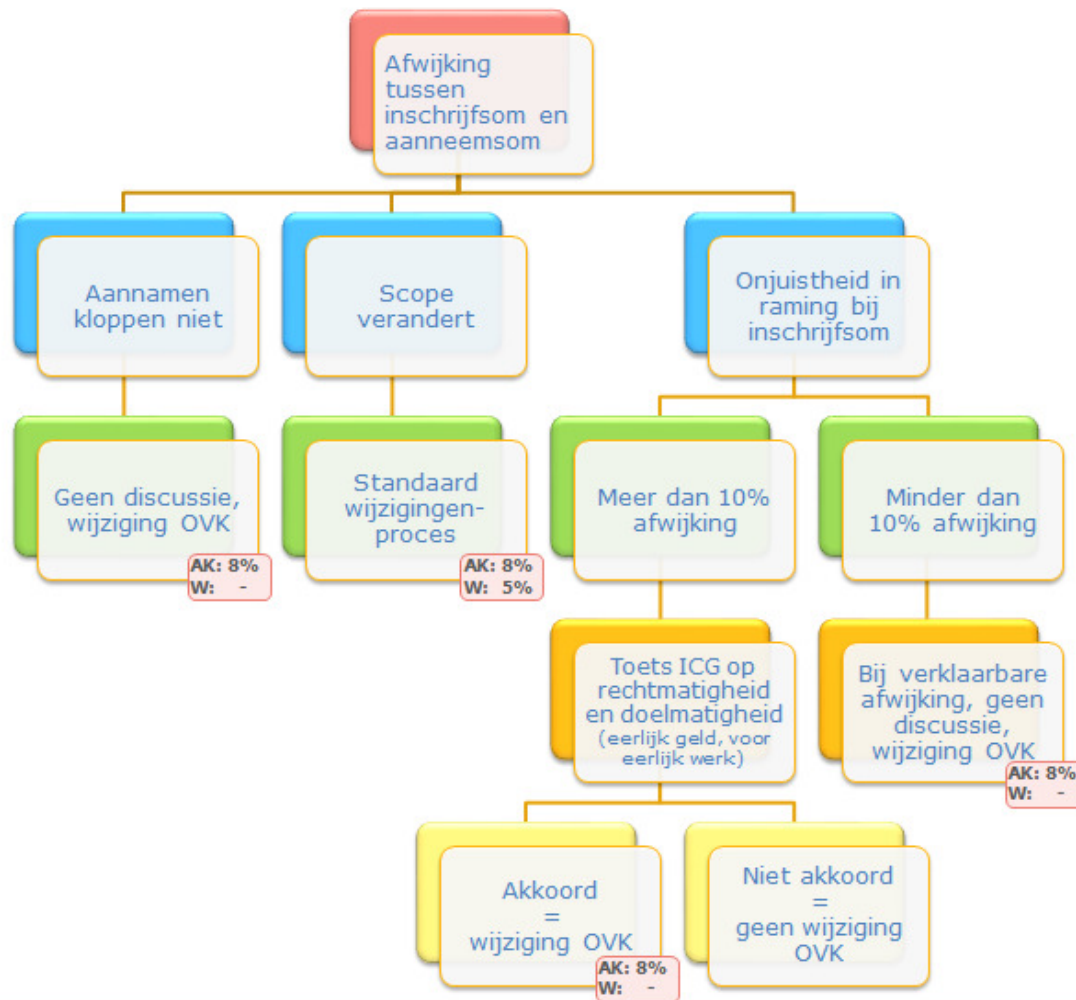 Afwijking
tussen
inschrijfsom en
aanneemsom
Aannamen
kloppen niet
Scope
verandert
Onjuistheid in
raming bij
inschrijfsom
Geen discussie,
wijziging OVK
AK: 8%
W: -
Standaard
wijzigingen-
proces
AK: 8%
W: 5%
Meer dan 10%
afwijking
Minder dan
10% afwijking
Toets ICG op
rechtmatigheid
en doelmatigheid
(eerlijk geld, voor
eerlijk werk)
Bij verklaarbare
afwijking, geen
discussie,
wijziging OVK
AK: 8%
W: -
Akkoord
=
wijziging OVK
AK: 8%
W: -
Niet akkoord
=
geen wijziging
OVK